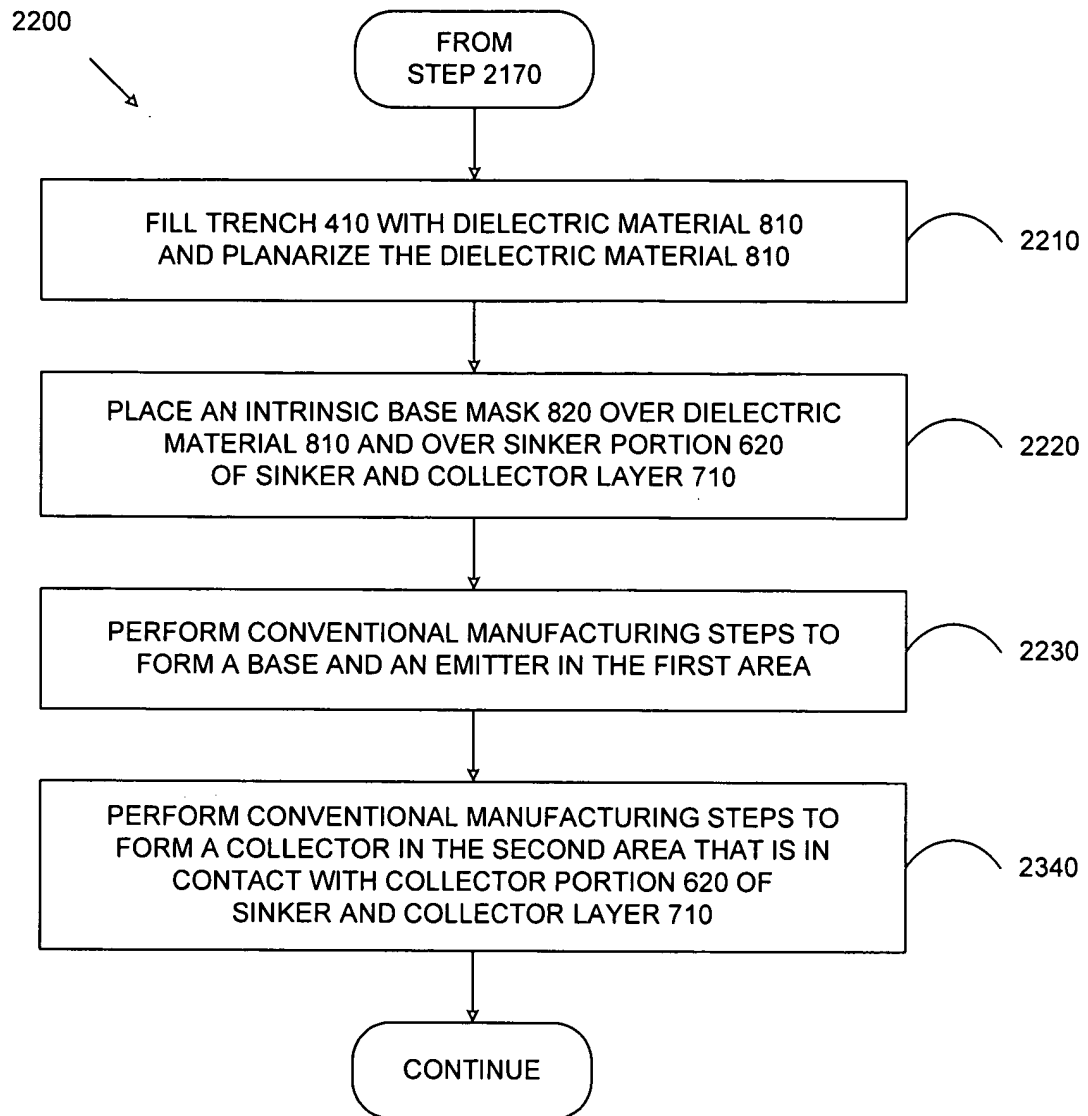 2200
FROM
STEP 2170
FILL TRENCH 410 WITH DIELECTRIC MATERIAL 810
AND PLANARIZE THE DIELECTRIC MATERIAL 810
2210
PLACE AN INTRINSIC BASE MASK 820 OVER DIELECTRIC
MATERIAL 810 AND OVER SINKER PORTION 620
OF SINKER AND COLLECTOR LAYER 710
2220
PERFORM CONVENTIONAL MANUFACTURING STEPS TO
FORM A BASE AND AN EMITTER IN THE FIRST AREA
2230
PERFORM CONVENTIONAL MANUFACTURING STEPS TO
FORM A COLLECTOR IN THE SECOND AREA THAT IS IN
CONTACT WITH COLLECTOR PORTION 620 OF
SINKER AND COLLECTOR LAYER 710
2340
CONTINUE